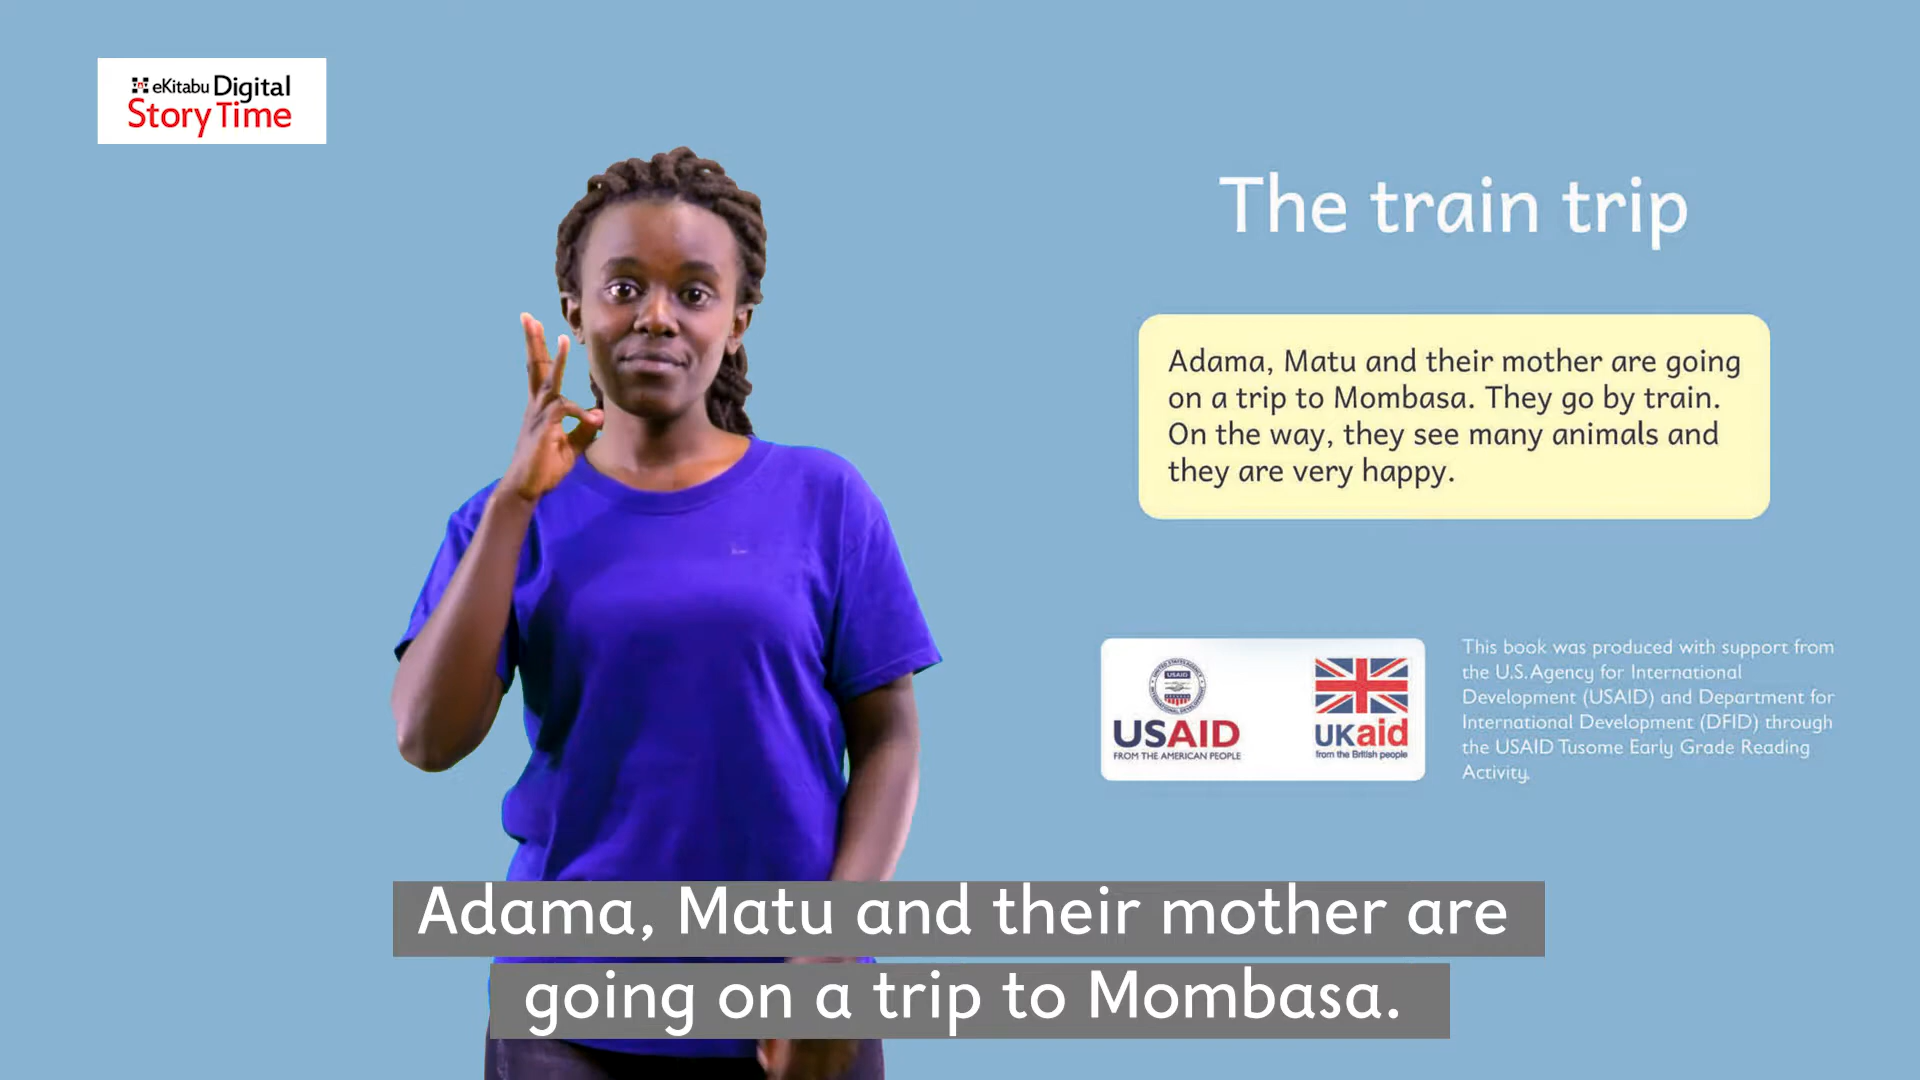 eKitabu Digital
Story Time
The train trip
Adama, Matu and their mother are going
on a trip to Mombasa. They go by train.
On the way, they see many animals and
they are very happy.
USAID
USAID
FROM THE AMERICAN PEOPLE
UKaid
from the British people
This book was produced with support from
the U.S. Agency for International
Development (USAID) and Department for
International Development (DFID) through
the USAID Tusome Early Grade Reading
Activity.
Adama, Matu and their mother are
going on a trip to Mombasa.